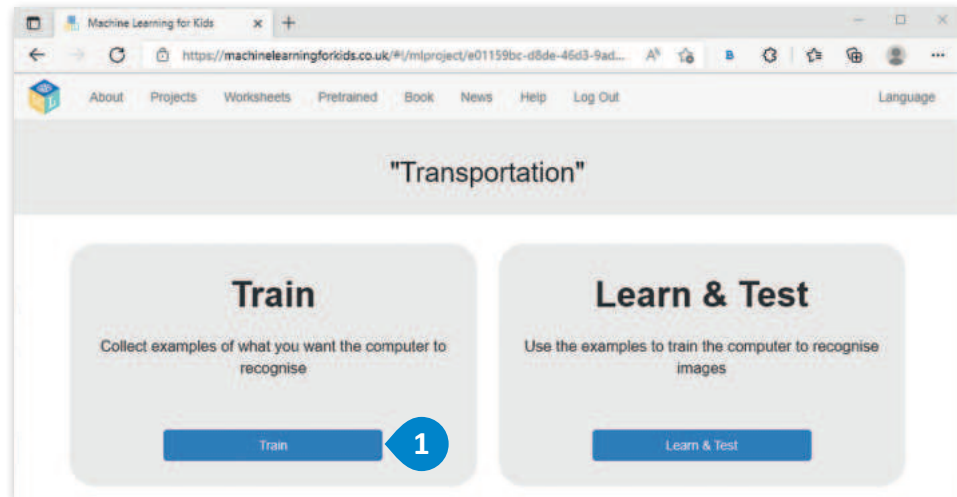 Machine Learning for Kids
https://machinelearningforkids.co.uk/#!/mlproject/e01159bc-d8de-46d3-9ad...
About Projects Worksheets Pretrained Book News Help Log Out Language
"Transportation"
Train
Collect examples of what you want the computer to
recognise
Train
1
Learn & Test
Use the examples to train the computer to recognise
images
Learn & Test